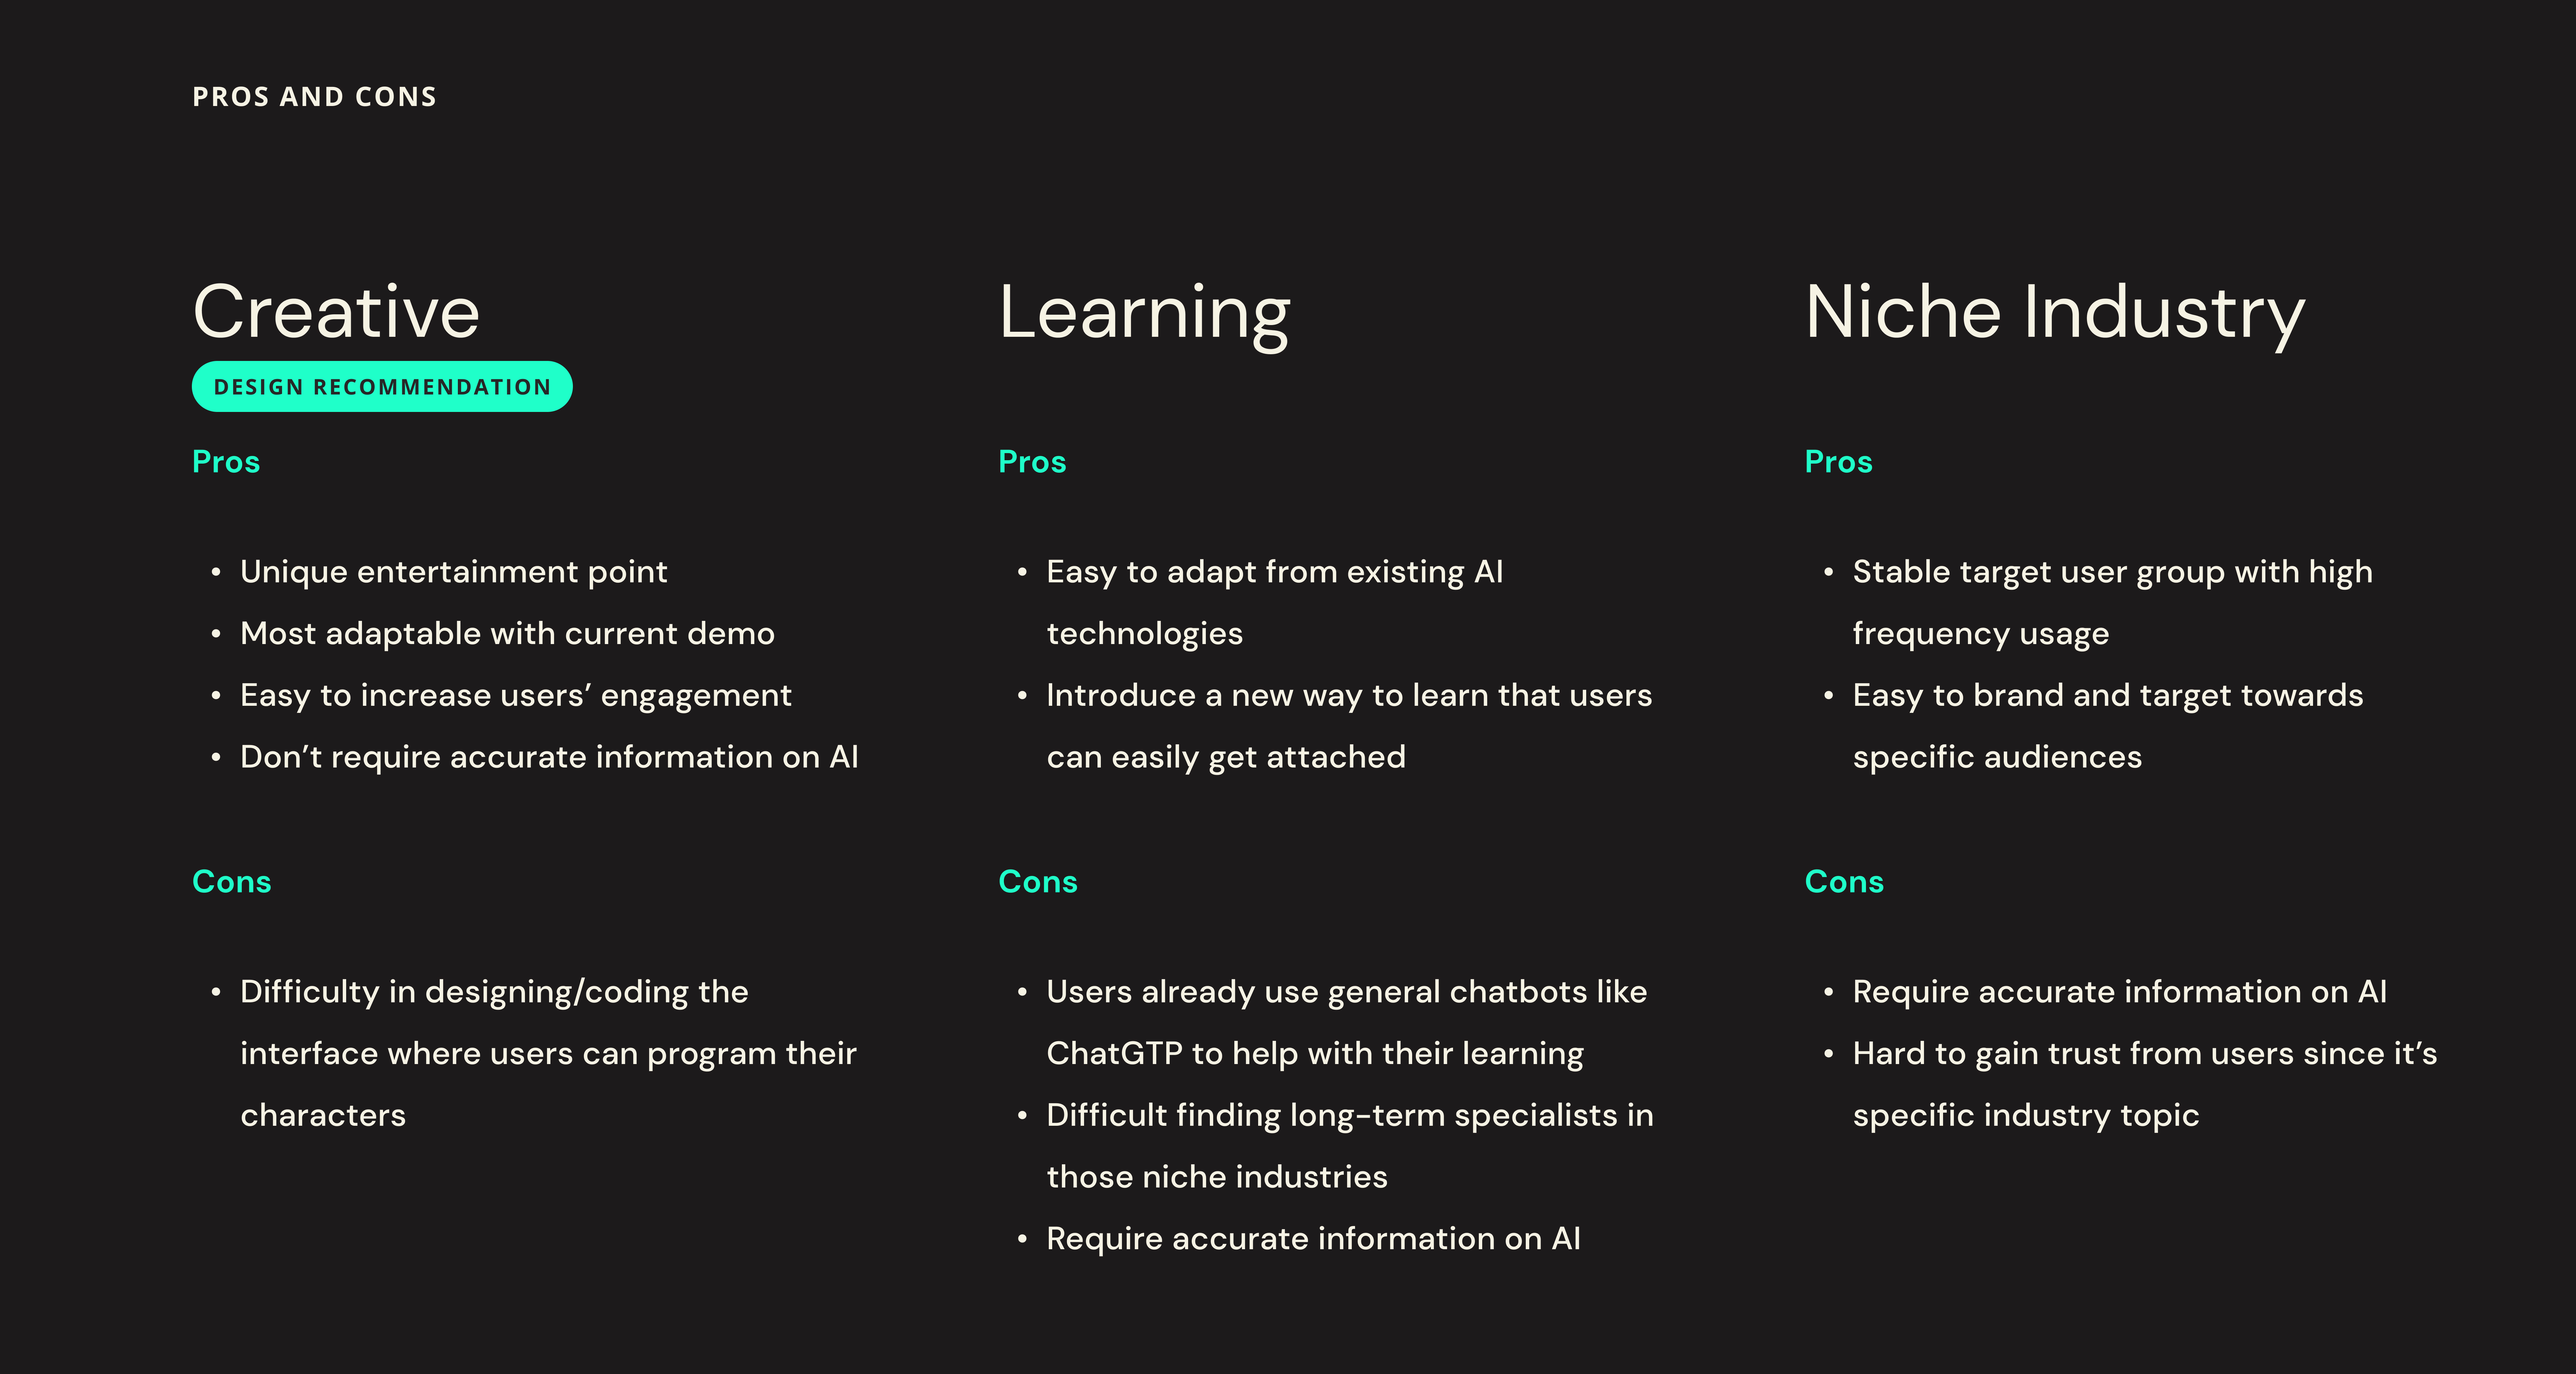 PROS AND CONS
Creative
DESIGN RECOMMENDATION
Pros
• Unique entertainment point
• Most adaptable with current demo
• Easy to increase users’ engagement
• Don’t require accurate information on AI
Cons
• Difficulty in designing/coding the
interface where users can program their
characters
Learning
Pros
• Easy to adapt from existing AI
technologies
• Introduce a new way to learn that users
can easily get attached
Cons
• Users already use general chatbots like
ChatGTP to help with their learning
• Difficult finding long-term specialists in
those niche industries
• Require accurate information on AI
Niche Industry
Pros
• Stable target user group with high
frequency usage
• Easy to brand and target towards
specific audiences
Cons
• Require accurate information on AI
• Hard to gain trust from users since it’s
specific industry topic